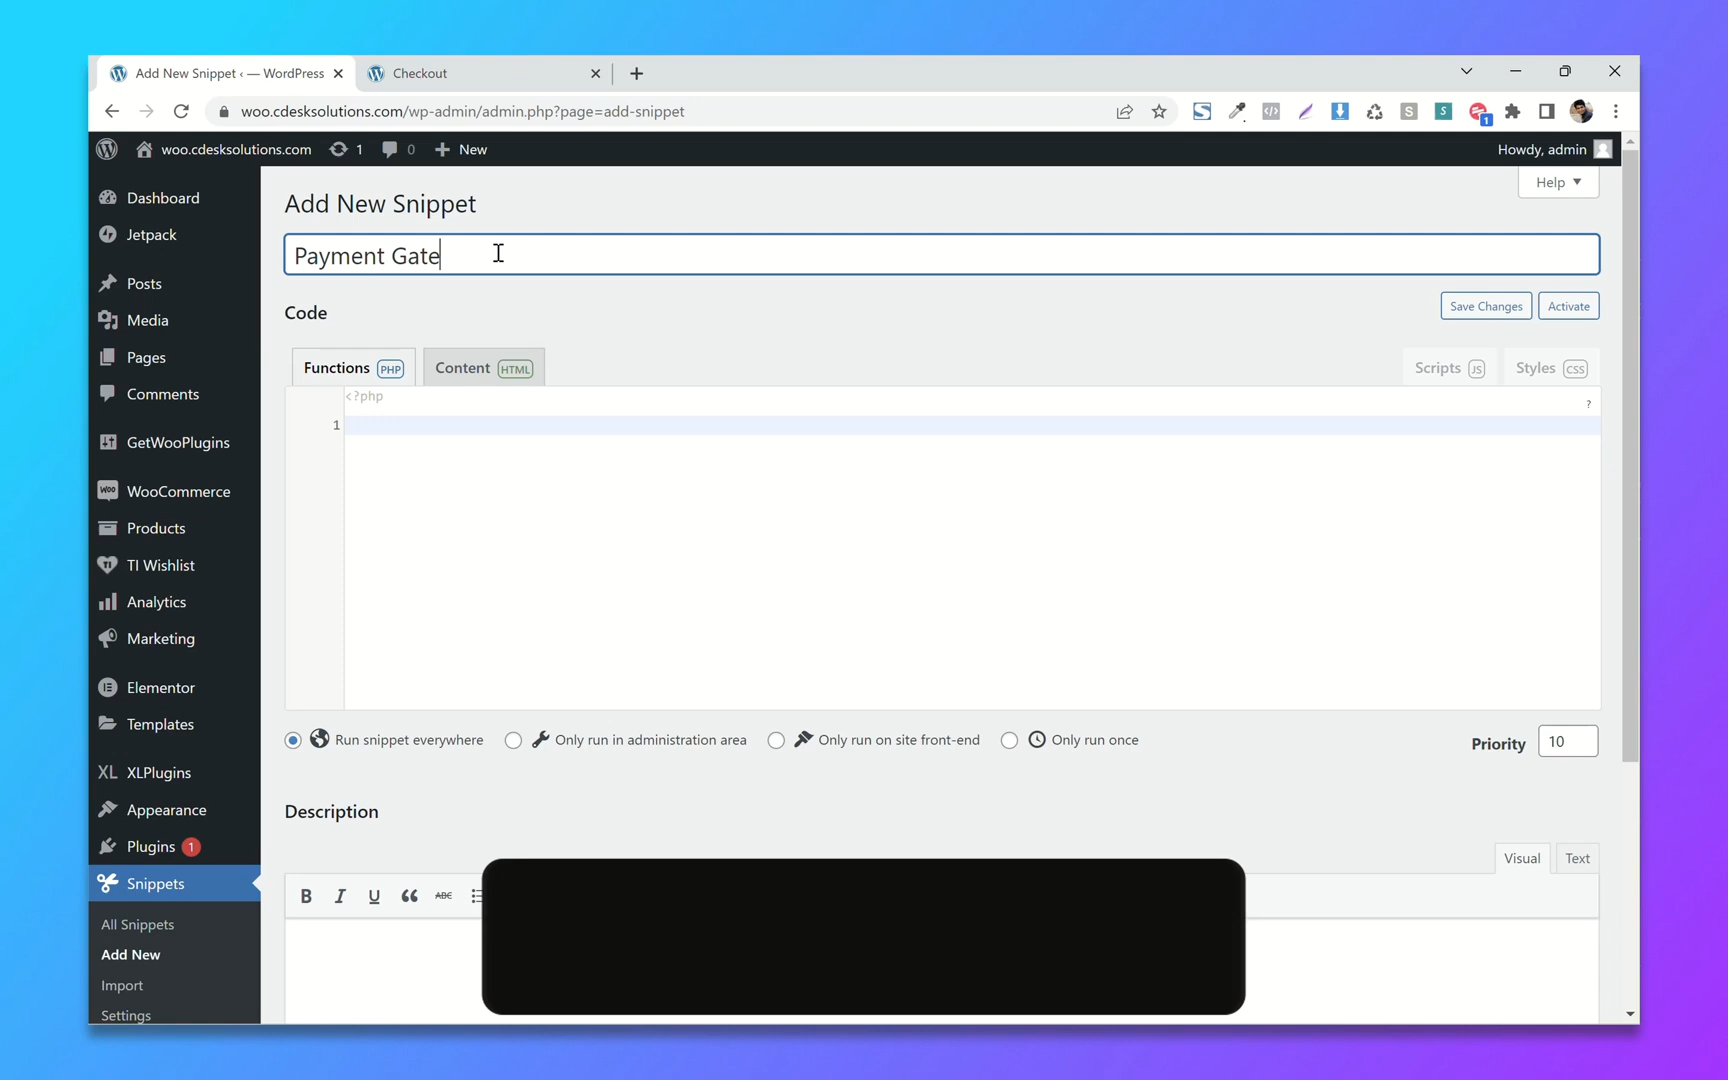 Add New Snippet ‹ — WordPress
Checkout
woo.cdesksolutions.com/wp-admin/admin.php?page=add-snippet
S
S
1
woo.cdesksolutions.com
1
0
New
Howdy, admin
Help
Dashboard
Jetpack
Posts
Media
Pages
Comments
GetWooPlugins
WooCommerce
Products
TI Wishlist
Analytics
Marketing
Elementor
Templates
XL XLPlugins
Appearance
Plugins 1
Snippets
All Snippets
Add New
Import
Settings
Add New Snippet
Payment Gate
Code
Save Changes
Activate
Functions PHP
Content HTML
Scripts JS
Styles CSS
<?php
?
1
Run snippet everywhere
Only run in administration area
Only run on site front-end
Only run once
Priority
10
Description
Visual
Text
B I U ABC